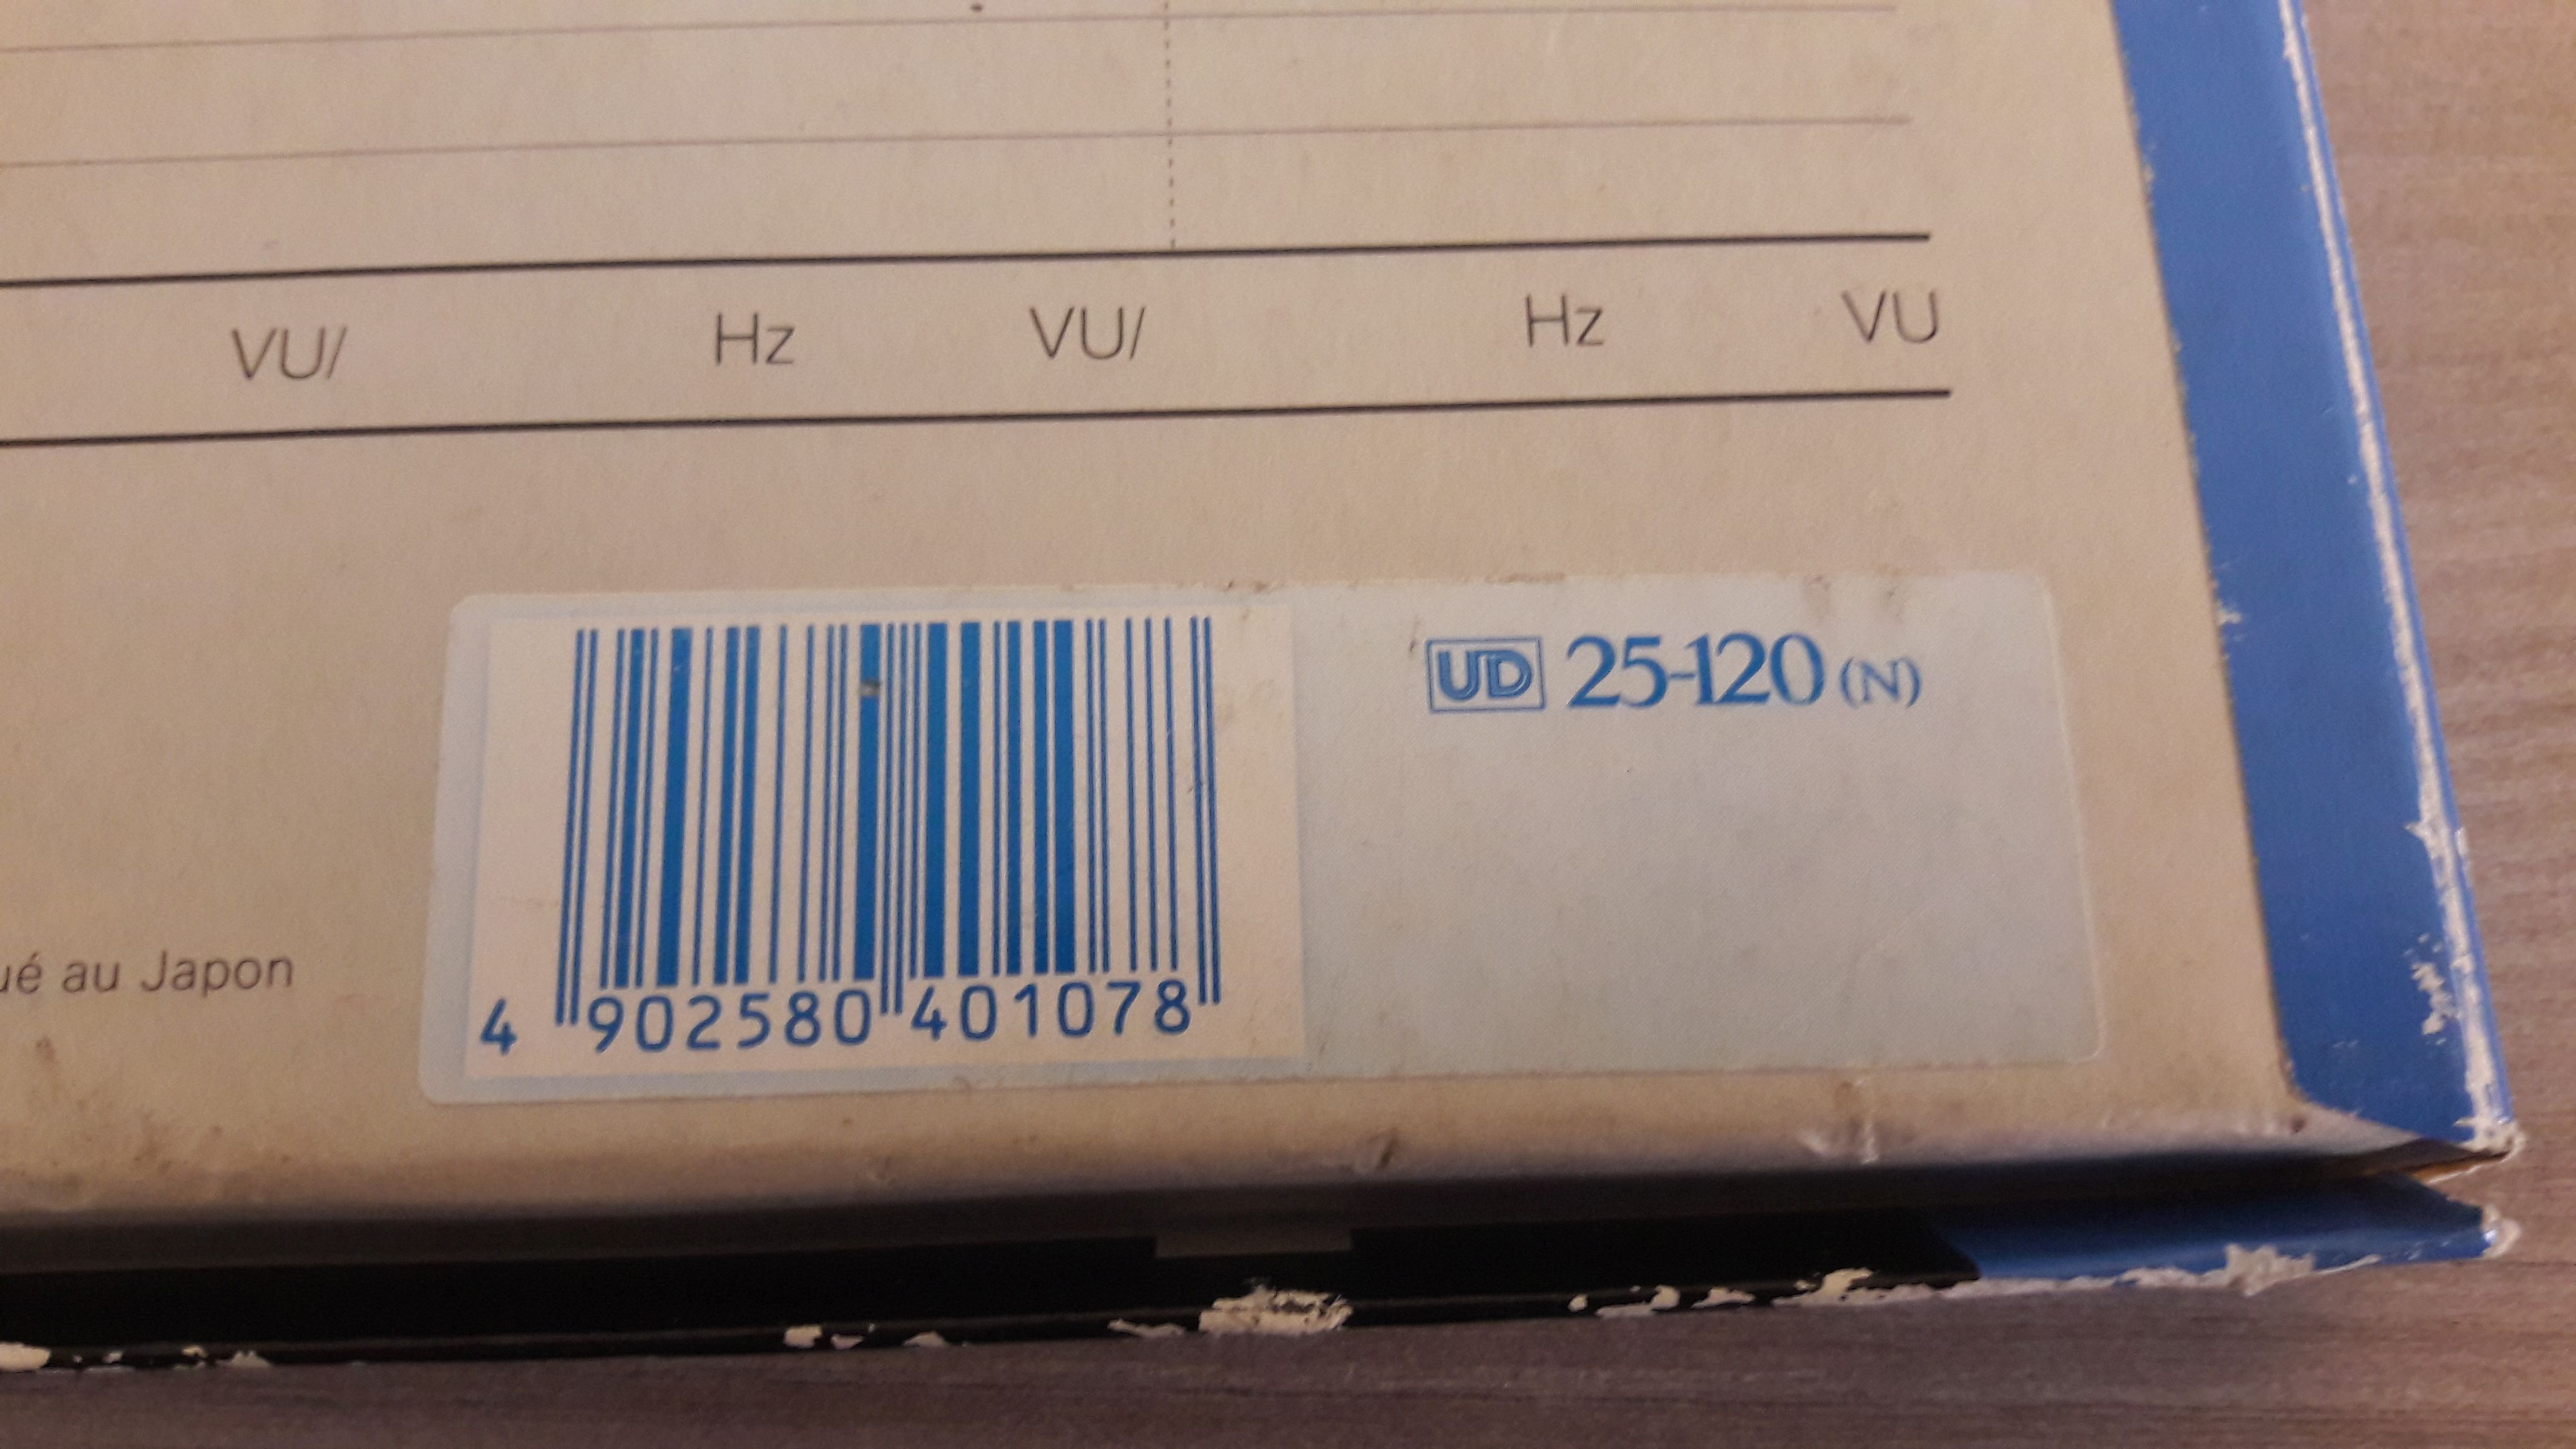 VU/ Hz VU/ Hz VU
UD 25-120 (N)
ué au Japon
4 902580 401078